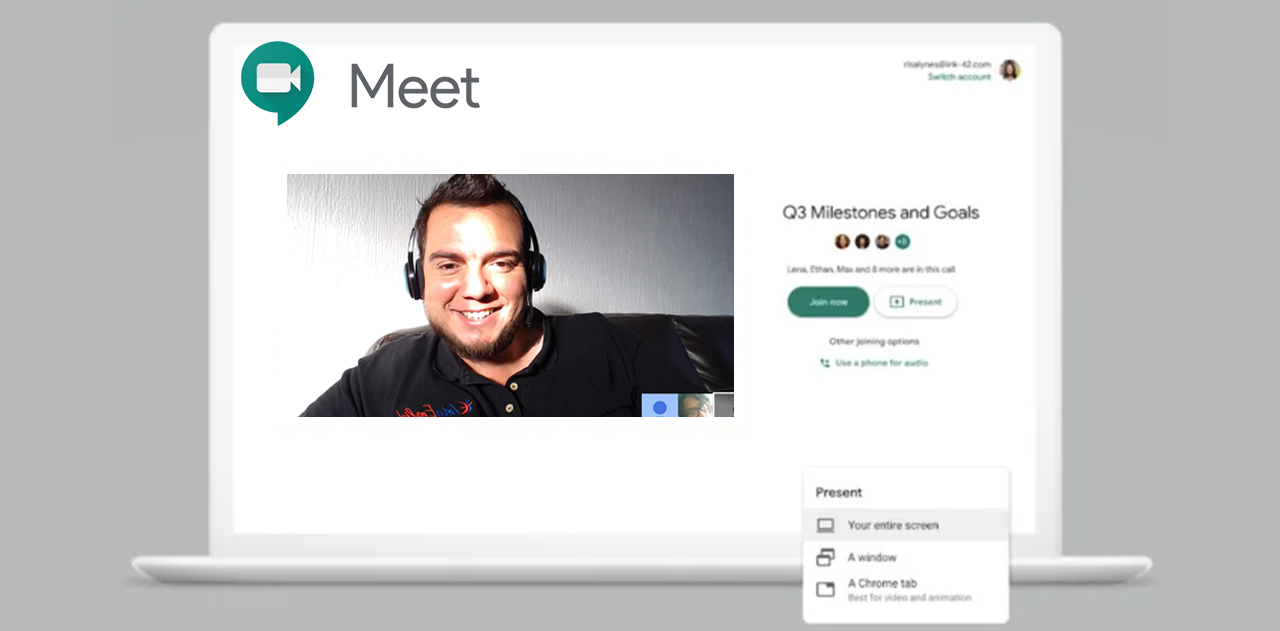 Meet
risalynes@ink-42.com
Switch account
Q3 Milestones and Goals
+8
Lena, Ethan, Max and 8 more are in this call
Join now
Present
Other joining options
Use a phone for audio
Present
Your entire screen
A window
A Chrome tab
Best for video and animation